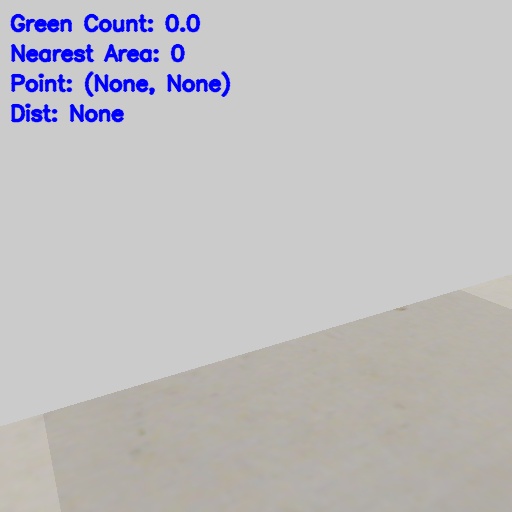 Green Count: 0.0
Nearest Area: 0
Point: (None, None)
Dist: None